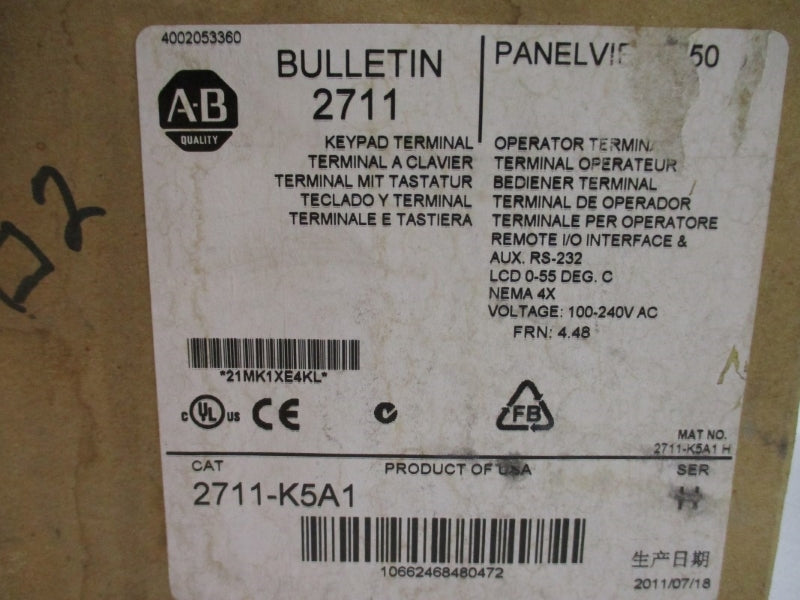 4002053360
A-B
QUALITY
BULLETIN
2711
50
KEYPAD TERMINAL
TERMINAL A CLAVIER
TERMINAL MIT TASTATUR
TECLADO Y TERMINAL
TERMINALE E TASTIERA
OPERATOR
TERMINAL OPERATEUR
BEDIENER TERMINAL
TERMINAL DE OPERADOR
TERMINALE PER OPERATORE
REMOTE I/O INTERFACE &
AUX. RS-232
LCD 0-55 DEG. C
NEMA 4X
VOLTAGE: 100-240V AC
FRN: 4.48
*21MK1XE4KL*
c UL US CE
FB
MAT NO.
2711-K5A1 H
CAT
PRODUCT OF USA
SER
2711-K5A1
H
10662468480472
生产日期
2011/07/18